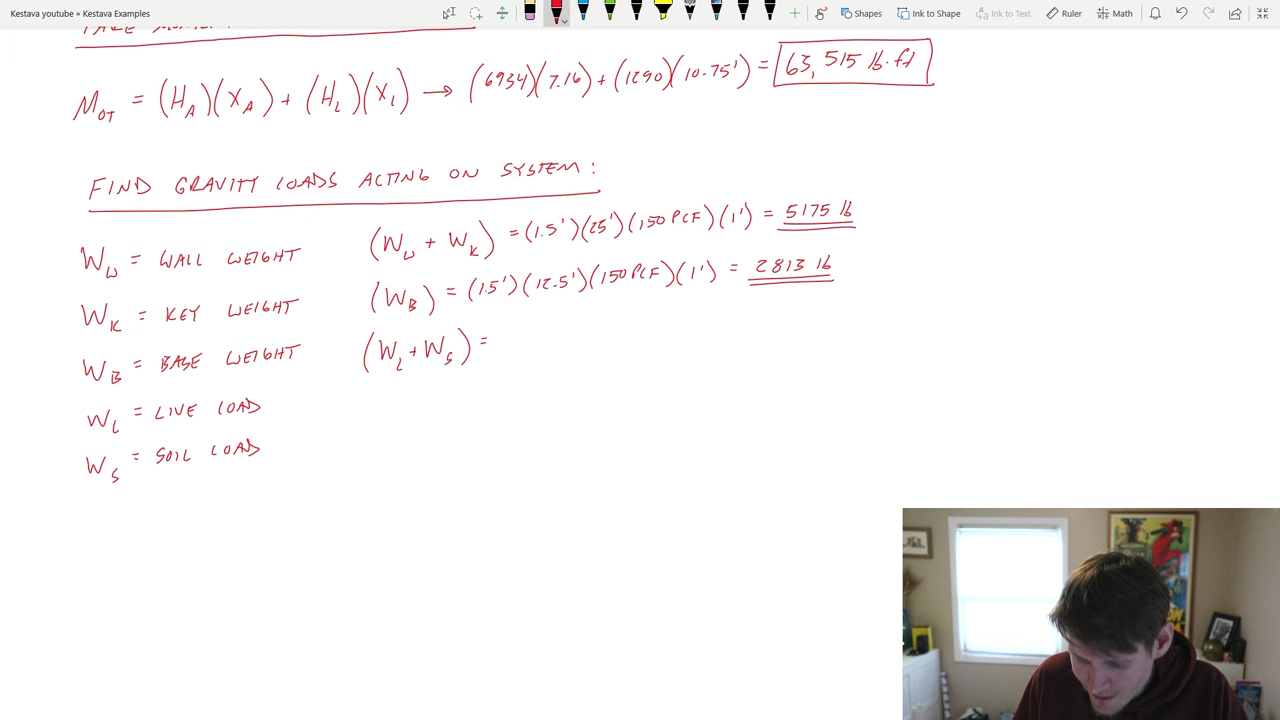 Kestava youtube » Kestava Examples
Shapes
Ink to Shape
Ink to Text
Ruler
Math
M_OT = (H_A)(X_A) + (H_L)(X_L) → (6934)(7.16) + (1290)(10.75') = 63,515 lb·ft
FIND GRAVITY LOADS ACTING ON SYSTEM:
W_W = WALL WEIGHT
(W_W + W_K) = (1.5')(25')(150 PCF)(1') = 5175 lb
W_K = KEY WEIGHT
(W_B) = (1.5')(12.5')(150 PCF)(1') = 2813 lb
W_B = BASE WEIGHT
(W_L + W_S) =
W_L = LIVE LOAD
W_S = SOIL LOAD